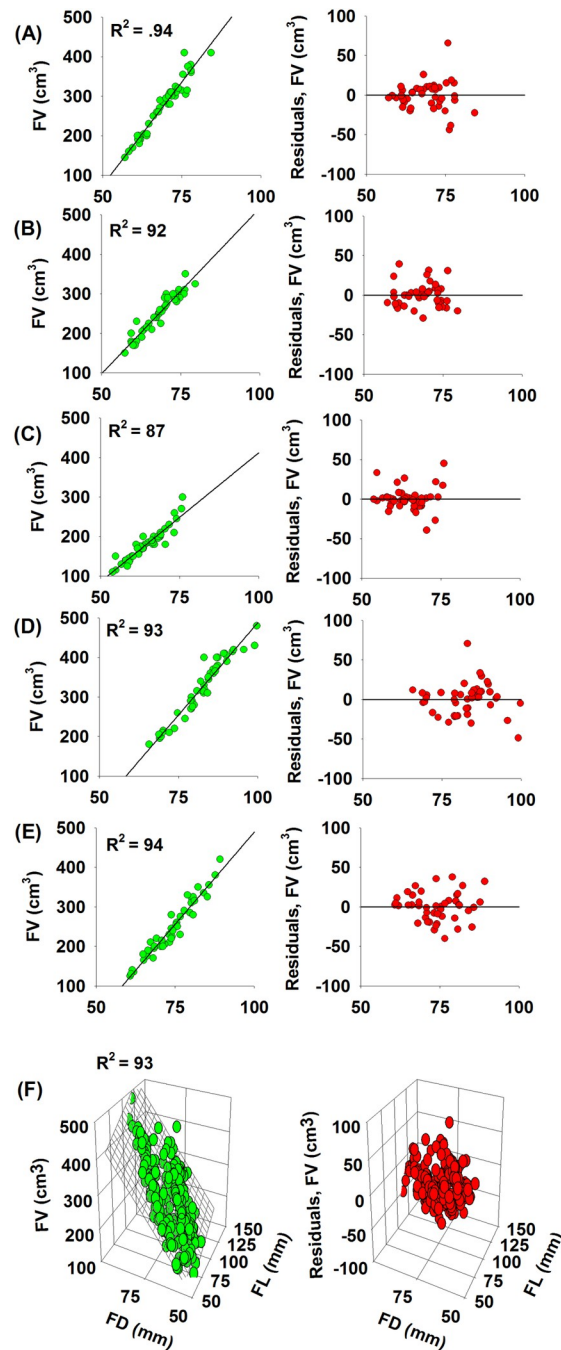 (A)
R² = .94
FV (cm³)
500
400
300
200
100
50 75 100
Residuals, FV (cm³)
100
50
0
-50
-100
50 75 100
(B)
R² = 92
FV (cm³)
500
400
300
200
100
50 75 100
Residuals, FV (cm³)
100
50
0
-50
-100
50 75 100
(C)
R² = 87
FV (cm³)
500
400
300
200
100
50 75 100
Residuals, FV (cm³)
100
50
0
-50
-100
50 75 100
(D)
R² = 93
FV (cm³)
500
400
300
200
100
50 75 100
Residuals, FV (cm³)
100
50
0
-50
-100
50 75 100
(E)
R² = 94
FV (cm³)
500
400
300
200
100
50 75 100
Residuals, FV (cm³)
100
50
0
-50
-100
50 75 100
(F)
R² = 93
FV (cm3)
500
400
300
200
100
75
50
FD (mm)
150
125
100
75
50
FL (mm)
Residuals, FV (cm³)
100
50
0
-50
-100
75
50
FD (mm)
150
125
100
75
50
FL (mm)